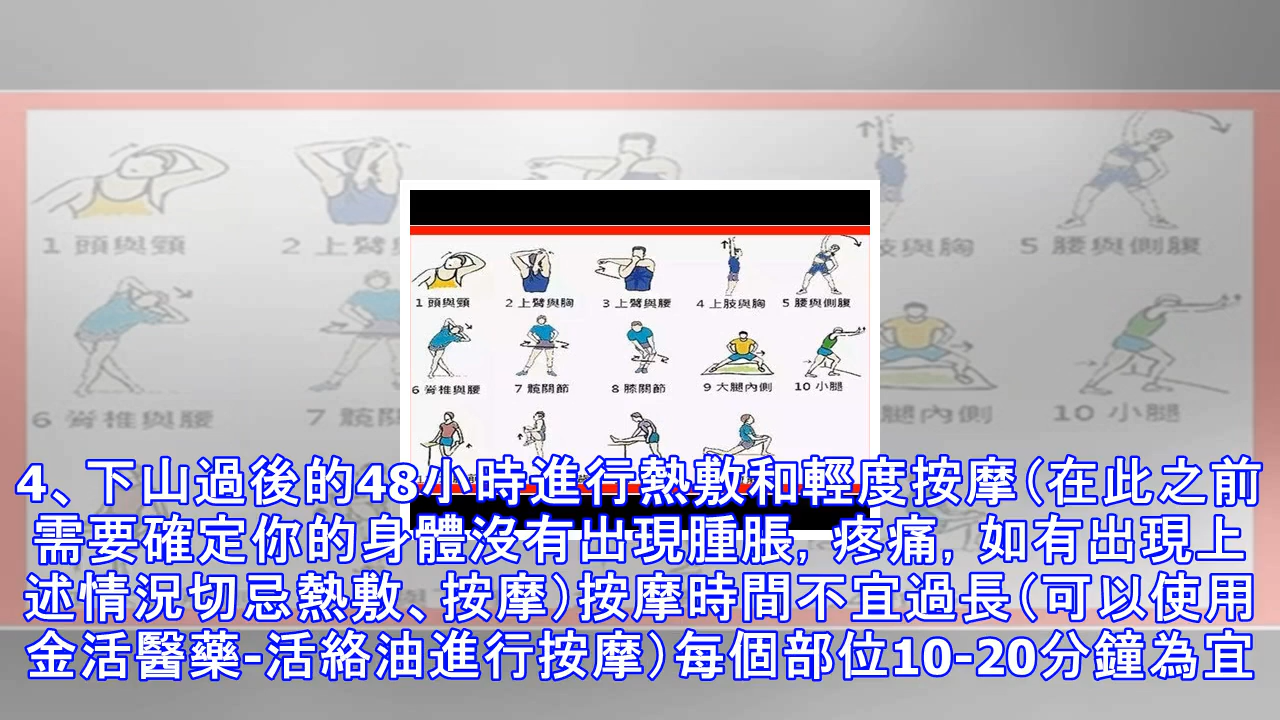 1 頭與頸
2 上臂與胸
3 上臂與腰
4 上肢與胸
5 腰與側腹
6 脊椎與腰
7 髖關節
8 膝關節
9 大腿內側
10 小腿
4、下山過後的48小時進行熱敷和輕度按摩(在此之前
需要確定你的身體沒有出現腫脹, 疼痛, 如有出現上
述情況切忌熱敷、按摩)按摩時間不宜過長(可以使用
金活醫藥-活絡油進行按摩)每個部位10-20分鐘為宜